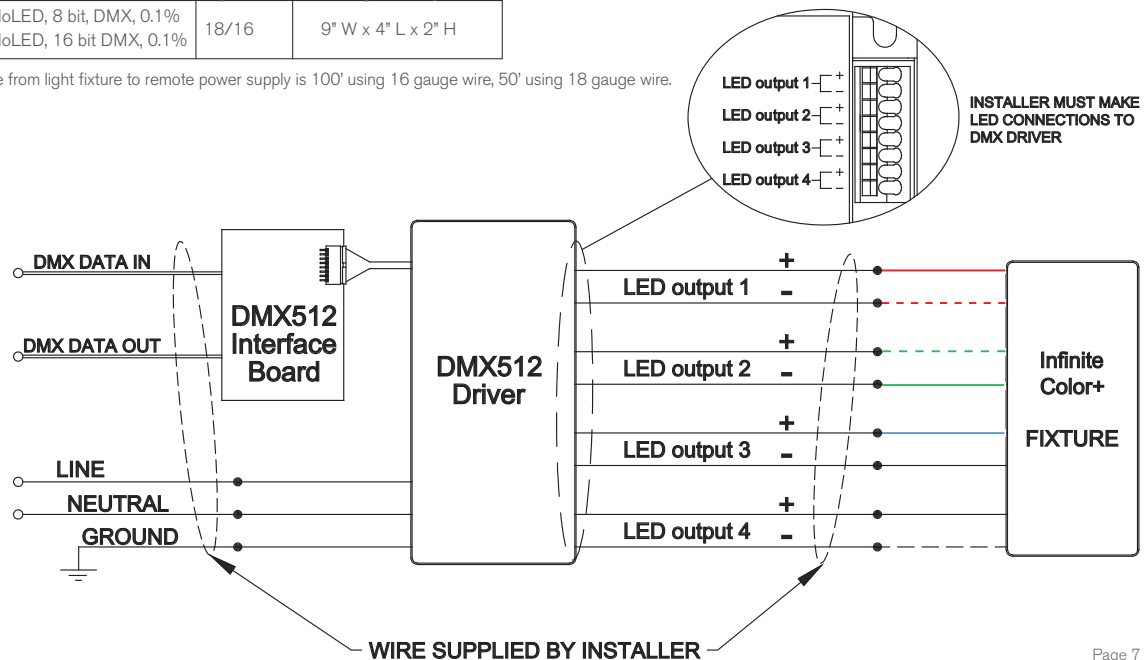 8 bit, DMX, 0.1%
16 bit DMX, 0.1%
18/16
9” W x 4” L x 2” H
from light fixture to remote power supply is 100’ using 16 gauge wire, 50’ using 18 gauge wire.
LED output 1 + -
LED output 2 + -
LED output 3 + -
LED output 4 + -
INSTALLER MUST MAKE
LED CONNECTIONS TO
DMX DRIVER
DMX DATA IN
DMX DATA OUT
DMX512
Interface
Board
LINE
NEUTRAL
GROUND
DMX512
Driver
+
LED output 1 -
+
LED output 2 -
+
LED output 3 -
+
LED output 4 -
Infinite
Color+
FIXTURE
WIRE SUPPLIED BY INSTALLER
Page 7